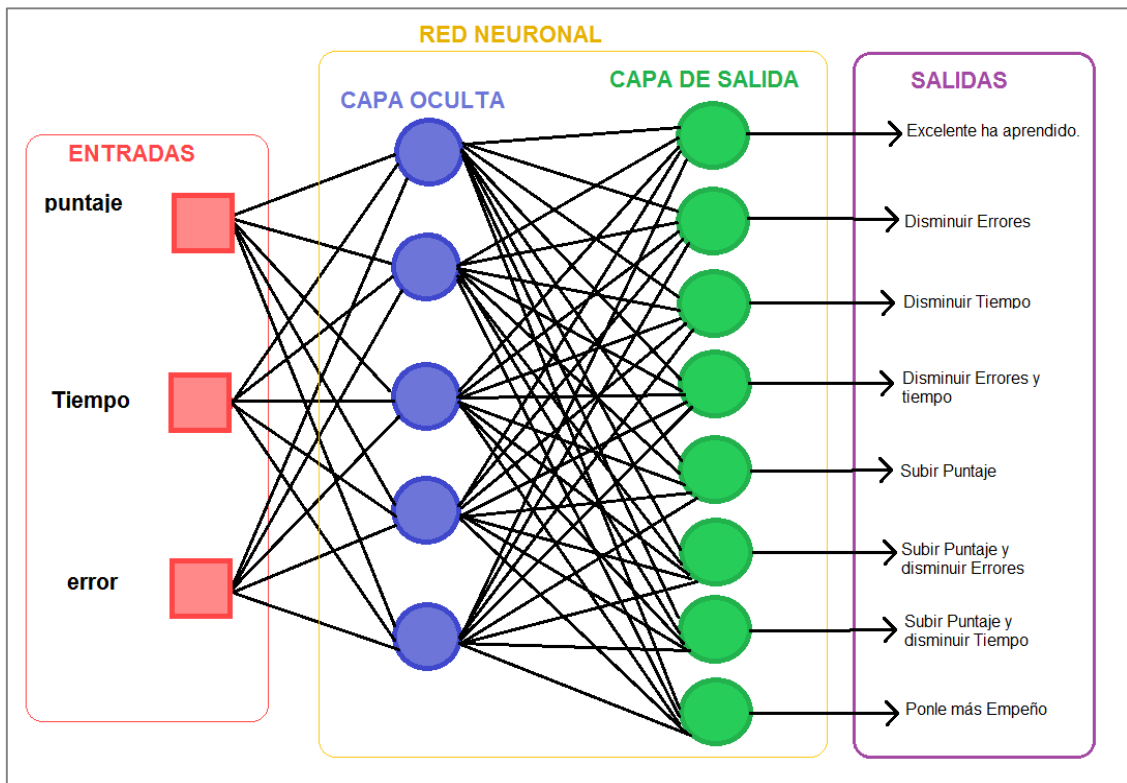 RED NEURONAL
CAPA OCULTA
CAPA DE SALIDA
SALIDAS
ENTRADAS
puntaje
Tiempo
error
Excelente ha aprendido.
Disminuir Errores
Disminuir Tiempo
Disminuir Errores y
tiempo
Subir Puntaje
Subir Puntaje y
disminuir Errores
Subir Puntaje y
disminuir Tiempo
Ponle más Empeño